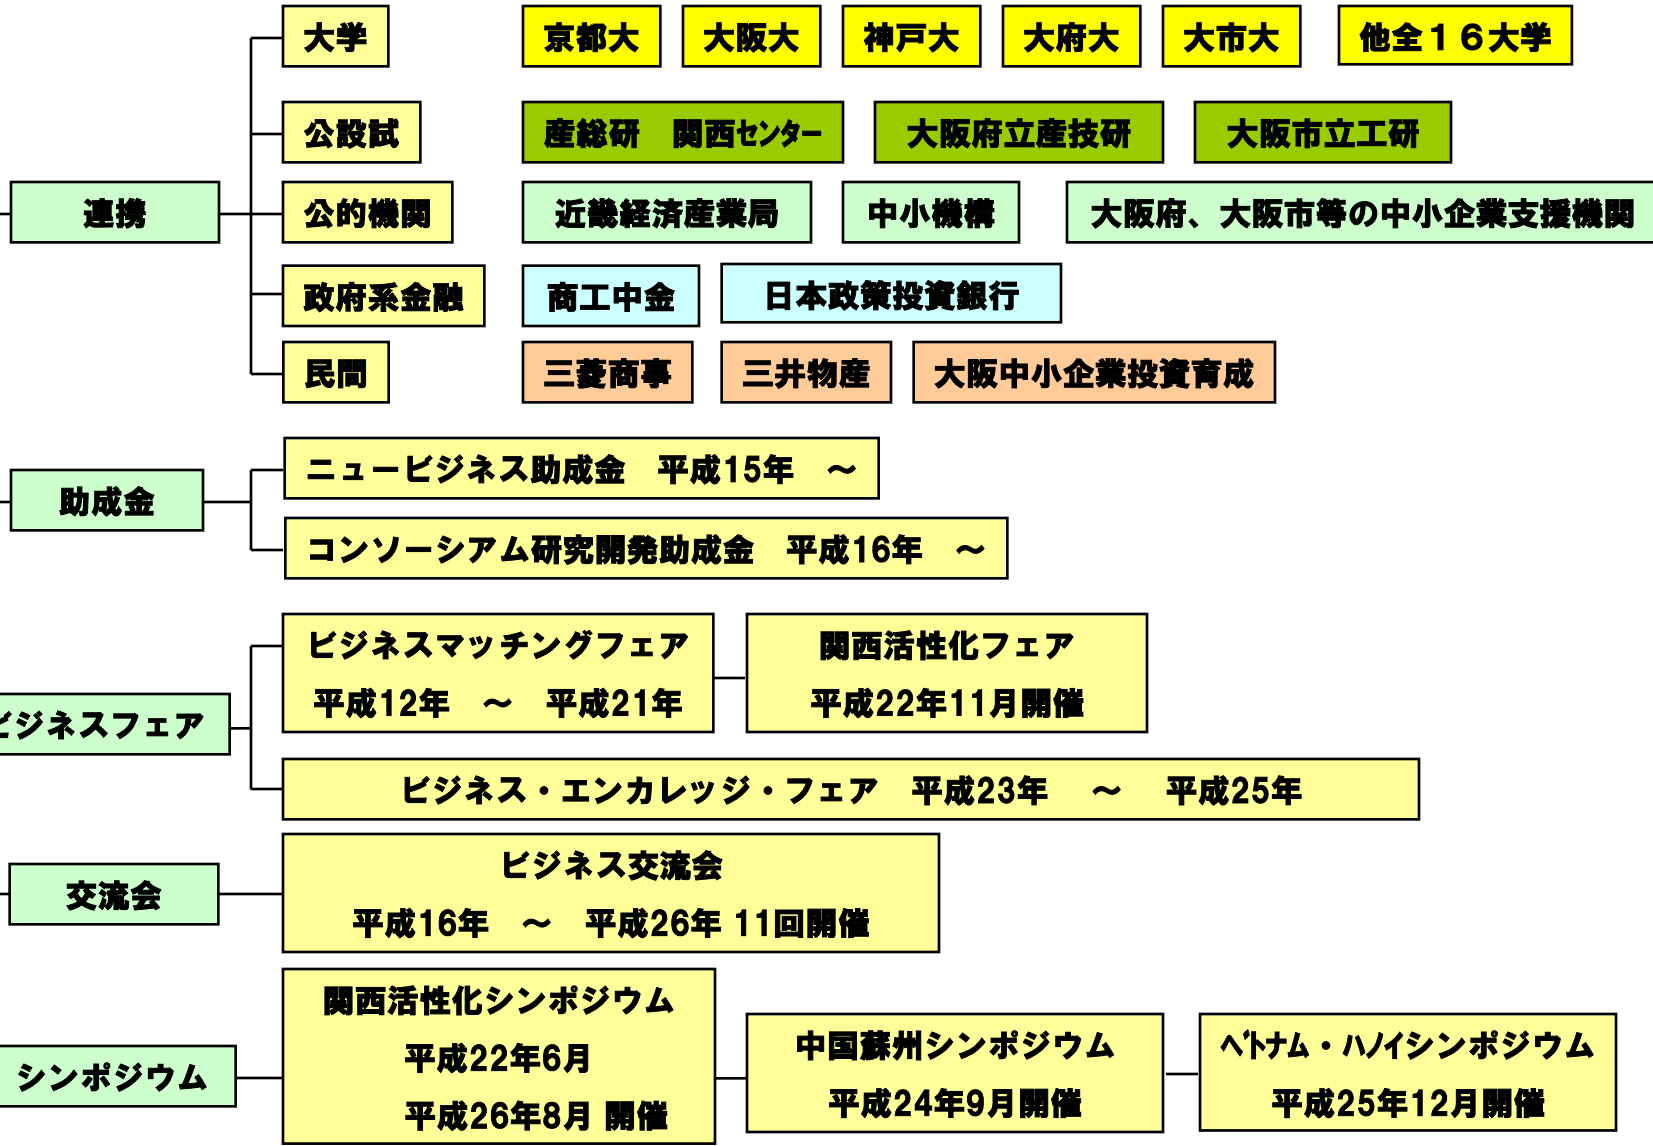 大学 京都大 大阪大 神戸大 大府大 大市大 他全１６大学
公設試 産総研　関西センター 大阪府立産技研 大阪市立工研
連携 公的機関 近畿経済産業局 中小機構 大阪府、大阪市等の中小企業支援機関
政府系金融 商工中金 日本政策投資銀行
民間 三菱商事 三井物産 大阪中小企業投資育成
助成金
ニュービジネス助成金　平成15年　～
コンソーシアム研究開発助成金　平成16年　～
ビジネスフェア
ビジネスマッチングフェア
平成12年　～　平成21年
関西活性化フェア
平成22年11月開催
ビジネス・エンカレッジ・フェア　平成23年　～　平成25年
交流会
ビジネス交流会
平成16年　～　平成26年 11回開催
シンポジウム
関西活性化シンポジウム
平成22年6月
平成26年8月 開催
中国蘇州シンポジウム
平成24年9月開催
ベトナム・ハノイシンポジウム
平成25年12月開催